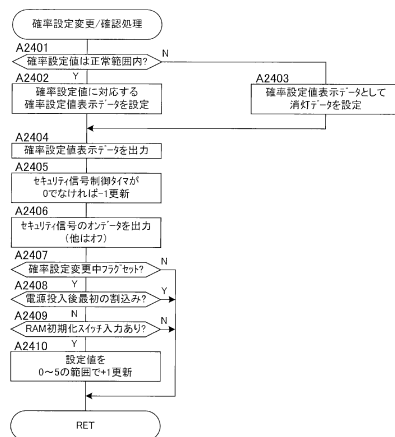 確率設定変更/確認処理
A2401
確率設定値は正常範囲内?
N
A2402
Y
A2403
確率設定値に対応する
確率設定値表示データを設定
確率設定値表示データとして
消灯データを設定
A2404
確率設定値表示データを出力
A2405
セキュリティ信号制御タイマが
0でなければ-1更新
A2406
セキュリティ信号のオンデータを出力
(他はオフ)
A2407
確率設定変更中フラグセット?
N
A2408
Y
電源投入後最初の割込み?
Y
A2409
N
RAM初期化スイッチ入力あり?
N
A2410
Y
設定値を
0~5の範囲で+1更新
RET